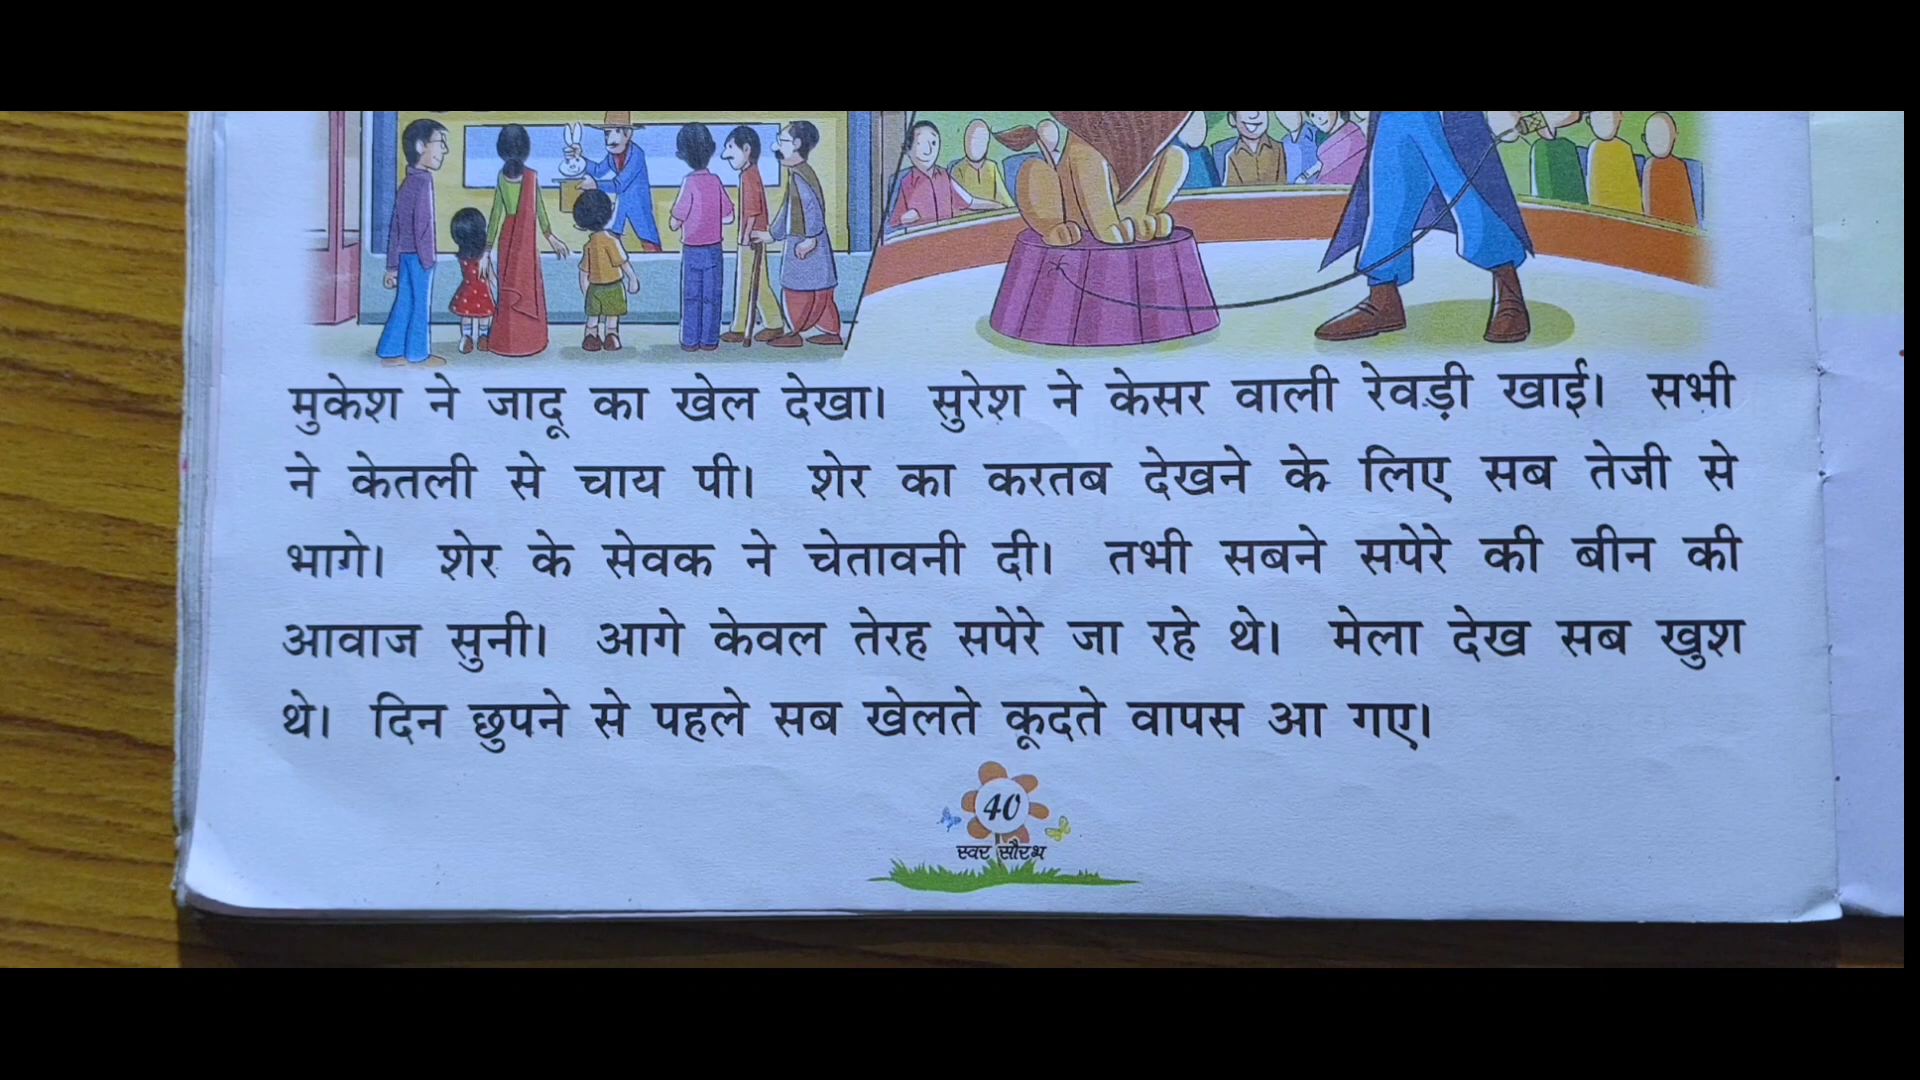 मुकेश ने जादू का खेल देखा। सुरेश ने केसर वाली रेवड़ी खाई। सभी
ने केतली से चाय पी। शेर का करतब देखने के लिए सब तेजी से
भागे। शेर के सेवक ने चेतावनी दी। तभी सबने सपेरे की बीन की
आवाज सुनी। आगे केवल तेरह सपेरे जा रहे थे। मेला देख सब खुश
थे। दिन छुपने से पहले सब खेलते कूदते वापस आ गए।
40
स्वर सौरभ